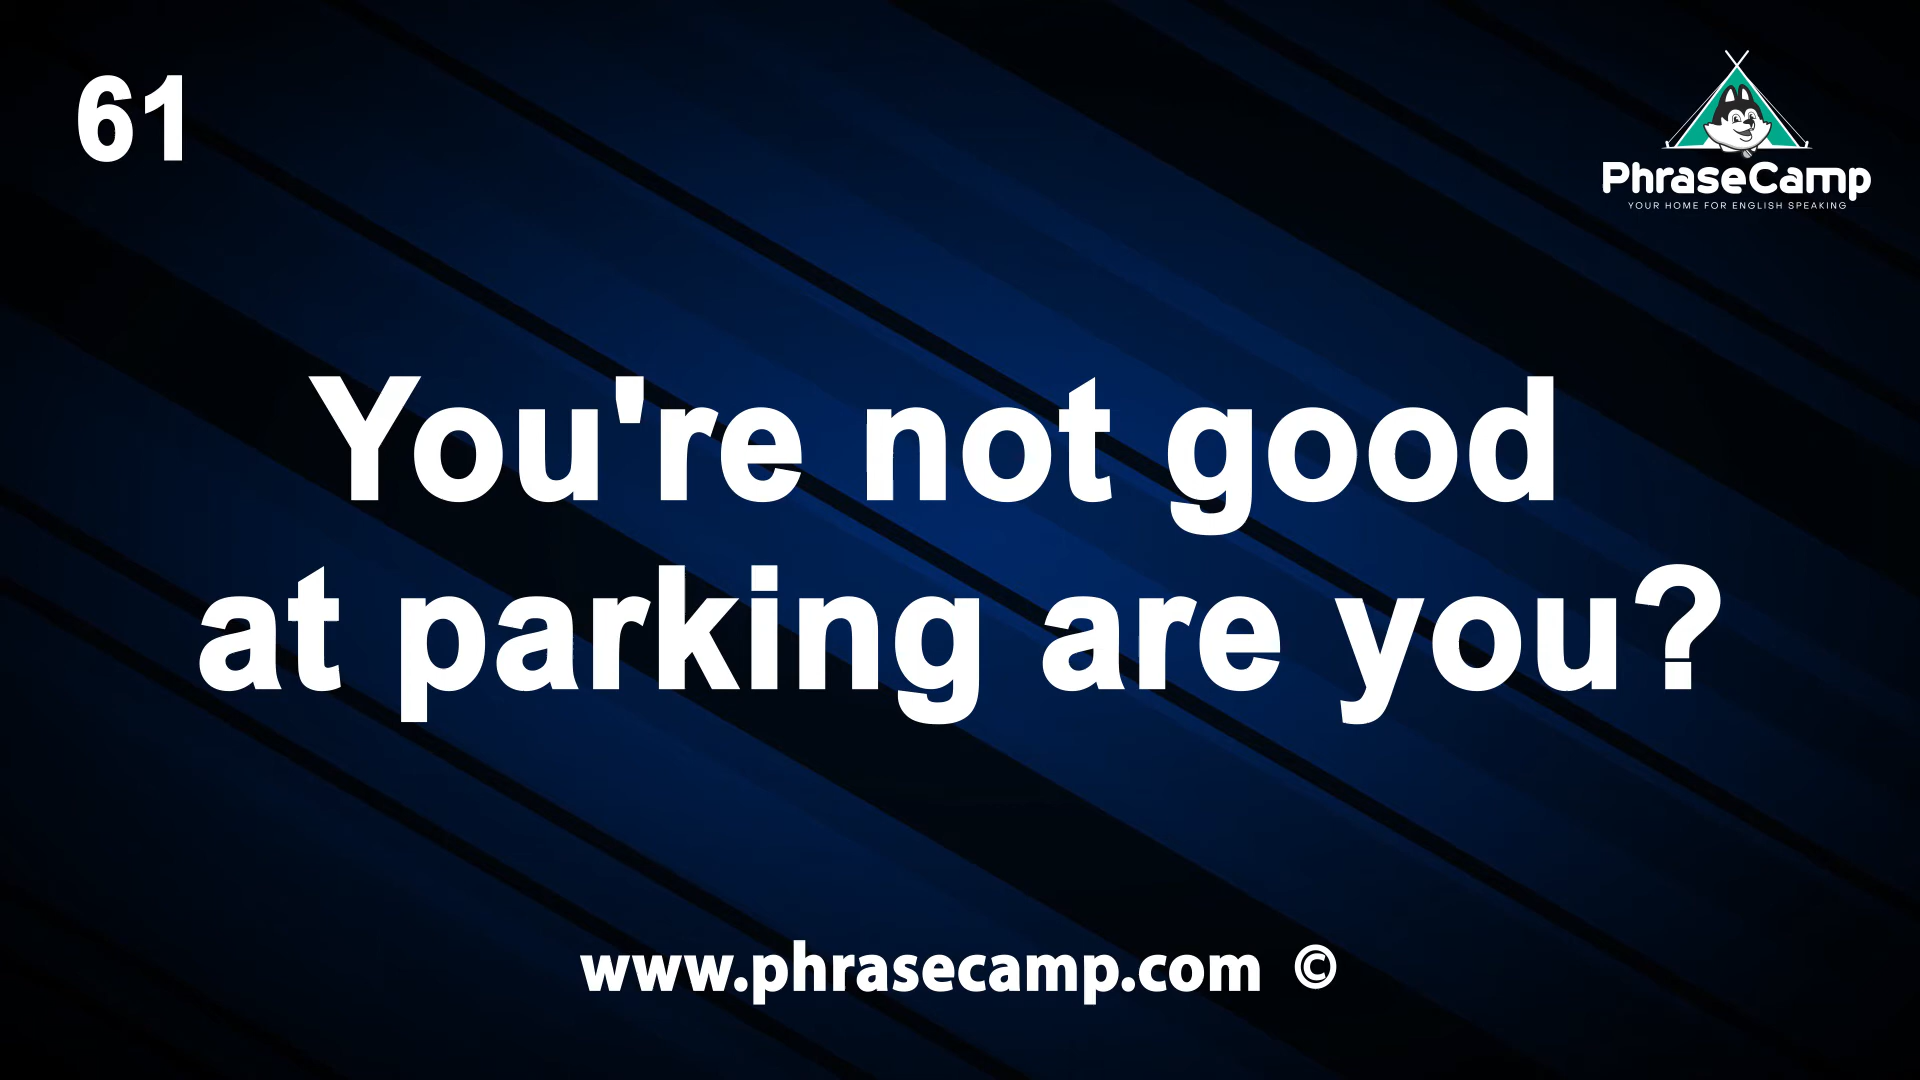 61
PhraseCamp
YOUR HOME FOR ENGLISH SPEAKING
You're not good
at parking are you?
www.phrasecamp.com ©